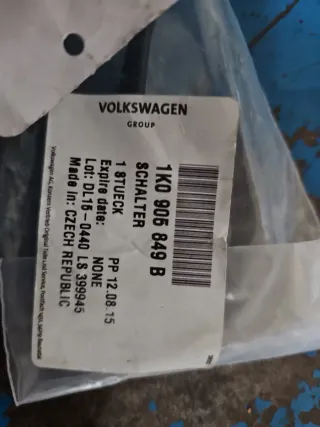 VOLKSWAGEN
GROUP
1K0 905 849 B
SCHALTER
1 STUECK PP 12.08.15
Expire date: NONE
Lot: DL15-0440 LS 399945
Made in: CZECH REPUBLIC